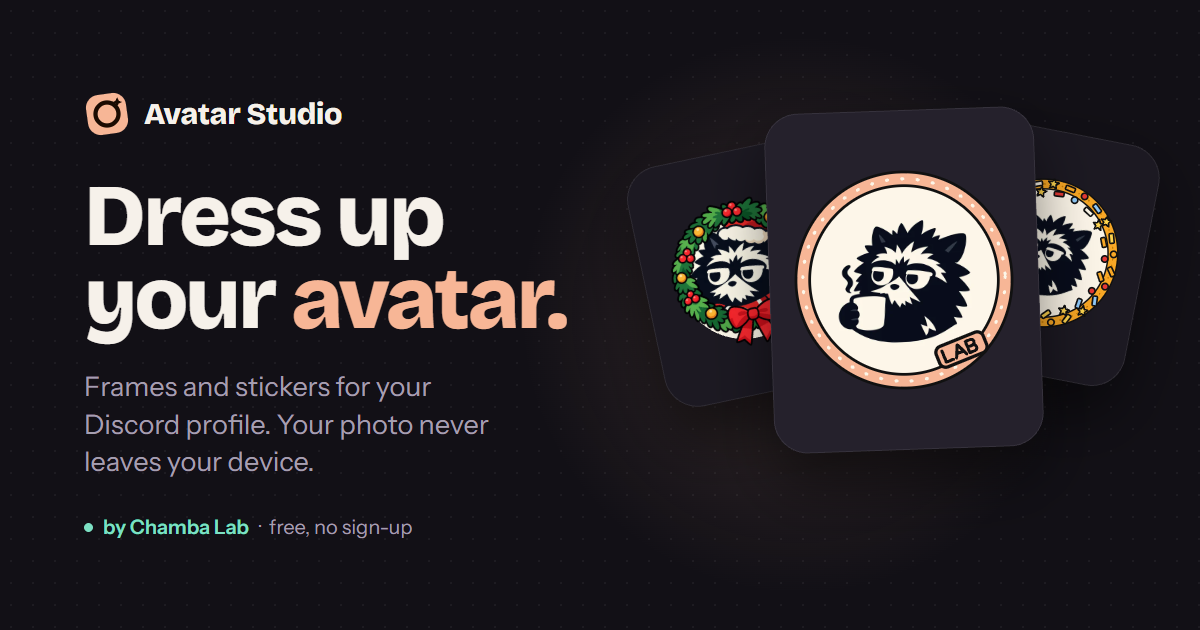 Avatar Studio
Dress up
your avatar.
Frames and stickers for your
Discord profile. Your photo never
leaves your device.
by Chamba Lab · free, no sign-up
LAB